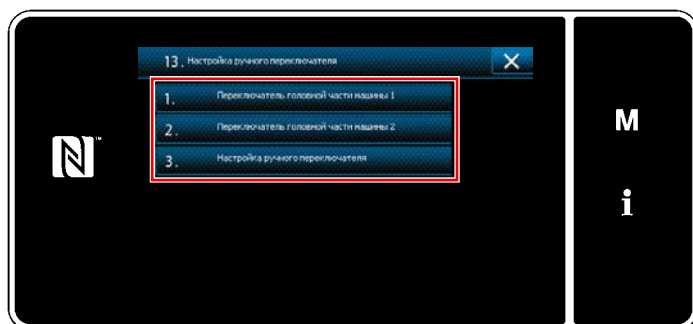 13. Настройка ручного переключателя
1. Переключатель головной части машины 1
2. Переключатель головной части машины 2
3. Настройка ручного переключателя
M
i